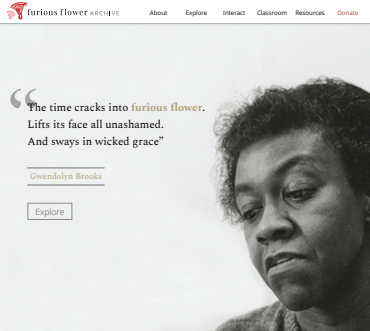 furious flower ARCHIVE
About Explore Interact Classroom Resources Donate
“The time cracks into furious flower.
Lifts its face all unashamed.
And sways in wicked grace”
Gwendolyn Brooks
Explore